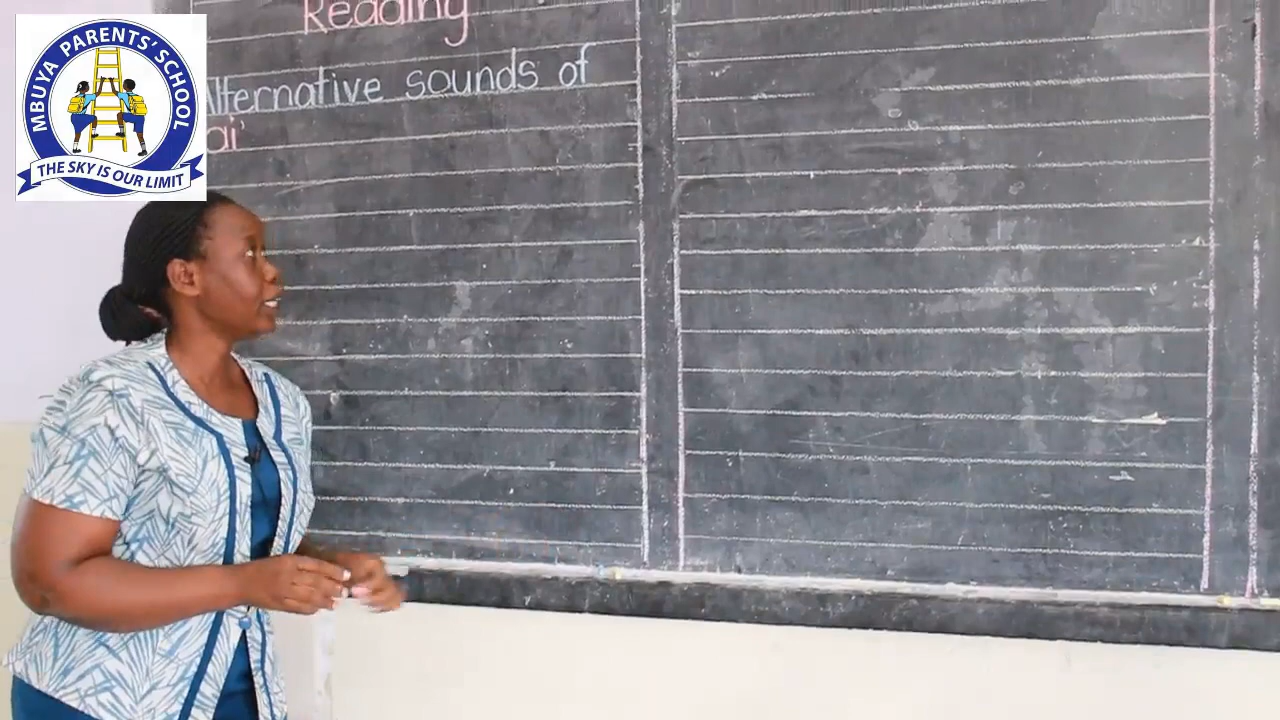 MBUYA PARENTS' SCHOOL
THE SKY IS OUR LIMIT
Reading
Alternative sounds of
ai'